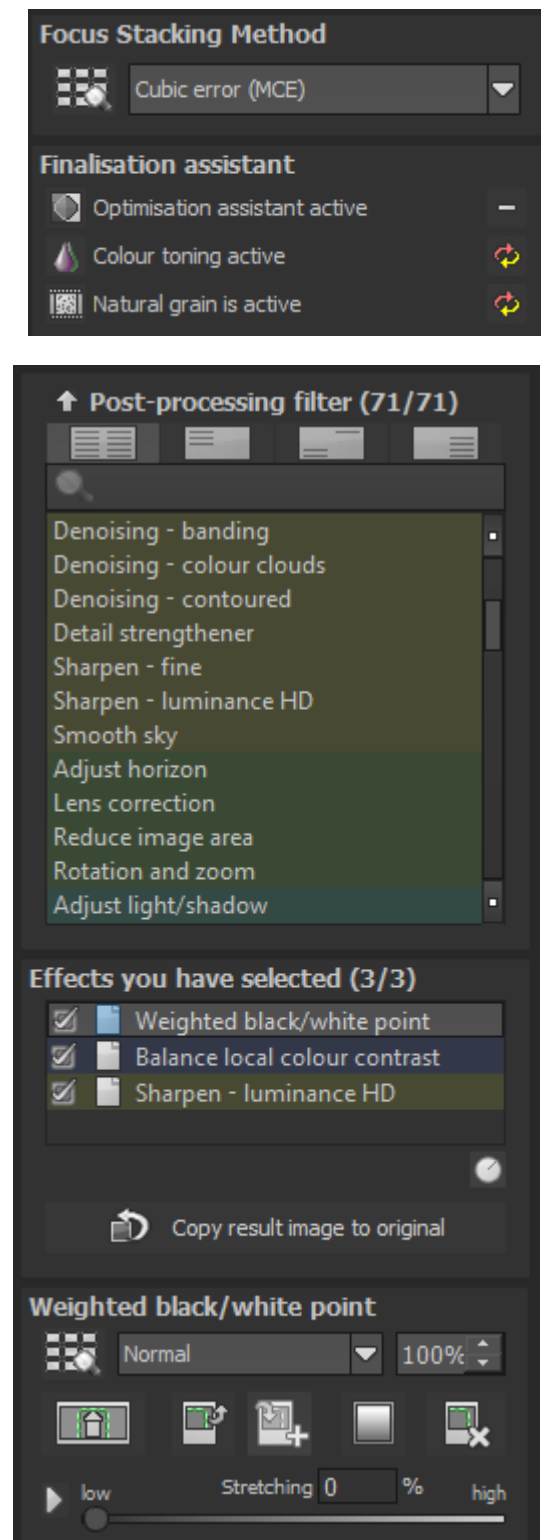 Focus Stacking Method
Cubic error (MCE)
Finalisation assistant
Optimisation assistant active
Colour toning active
Natural grain is active
Post-processing filter (71/71)
Denoising - banding
Denoising - colour clouds
Denoising - contoured
Detail strengthener
Sharpen - fine
Sharpen - luminance HD
Smooth sky
Adjust horizon
Lens correction
Reduce image area
Rotation and zoom
Adjust light/shadow
Effects you have selected (3/3)
Weighted black/white point
Balance local colour contrast
Sharpen - luminance HD
Copy result image to original
Weighted black/white point
Normal 100%
low Stretching 0 % high